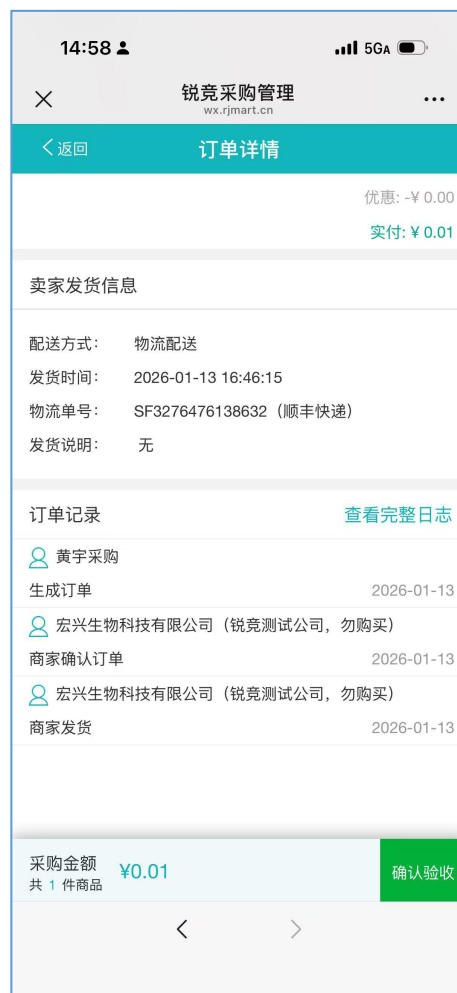 14:58
5GA
锐竞采购管理
wx.rjmart.cn
返回 订单详情
优惠: -¥ 0.00
实付: ¥ 0.01
卖家发货信息
配送方式: 物流配送
发货时间: 2026-01-13 16:46:15
物流单号: SF3276476138632（顺丰快递）
发货说明: 无
订单记录 查看完整日志
黄宇采购
生成订单 2026-01-13
宏兴生物科技有限公司（锐竞测试公司，勿购买）
商家确认订单 2026-01-13
宏兴生物科技有限公司（锐竞测试公司，勿购买）
商家发货 2026-01-13
采购金额 ¥0.01
共 1 件商品
确认验收